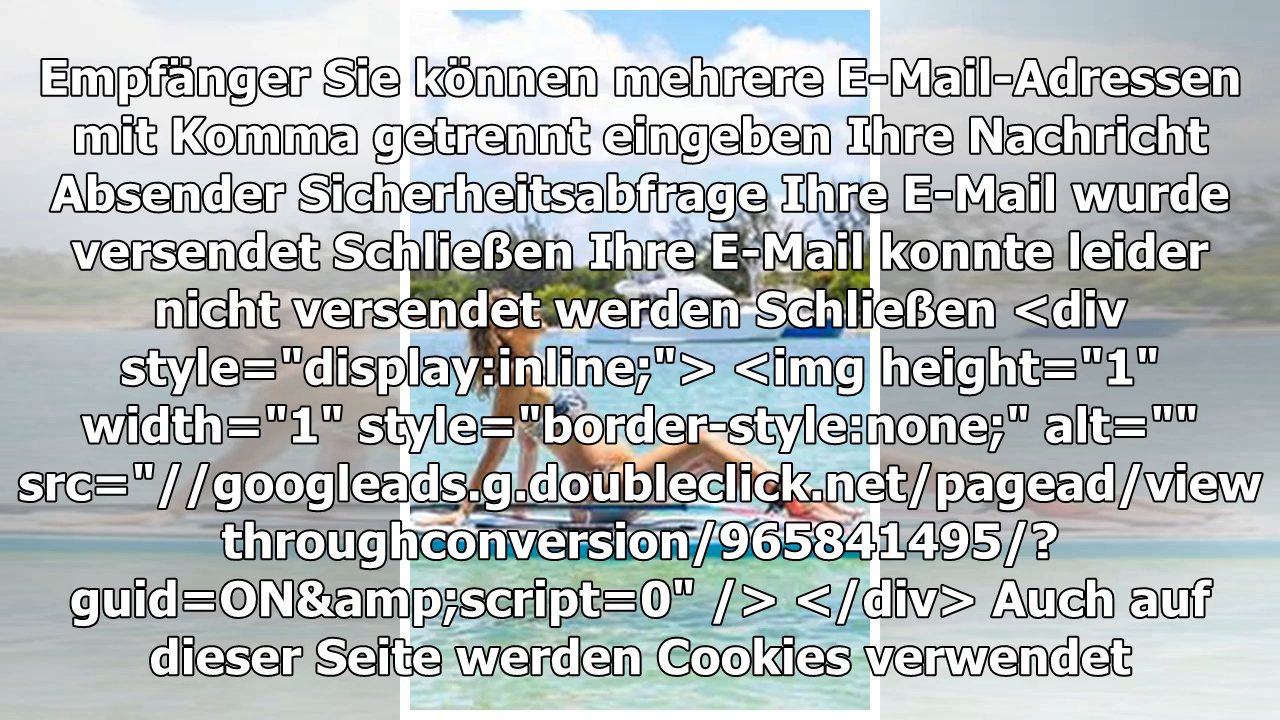 Empfänger Sie können mehrere E-Mail-Adressen
mit Komma getrennt eingeben Ihre Nachricht
Absender Sicherheitsabfrage Ihre E-Mail wurde
versendet Schließen Ihre E-Mail konnte leider
nicht versendet werden Schließen <div
style="display:inline;"> <img height="1"
width="1" style="border-style:none;" alt=""
src="//googleads.g.doubleclick.net/pagead/view
throughconversion/965841495/?
guid=ON&amp;script=0" /> </div> Auch auf
dieser Seite werden Cookies verwendet